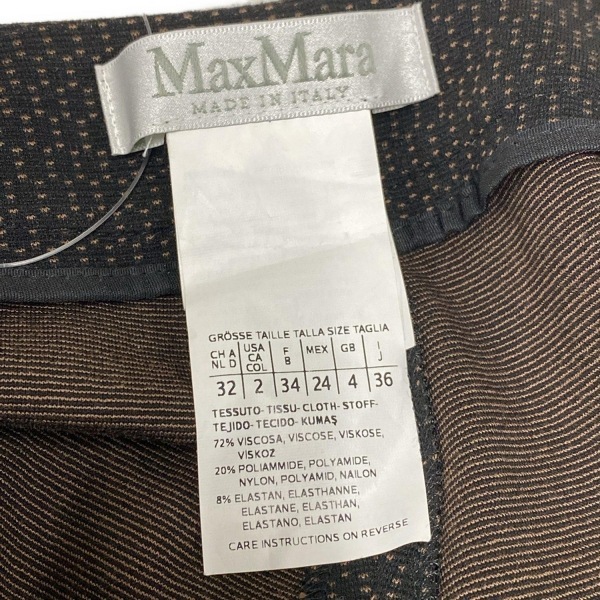 MaxMara
MADE IN ITALY
GRÖSSE TAILLE TALLA SIZE TAGLIA
CH A NL D USA CA COL F B MEX GB I J
32 2 34 24 4 36
TESSUTO-TISSU-CLOTH-STOFF-
TEJIDO-TECIDO-KUMAŞ
72% VISCOSA, VISCOSE, VISKOSE,
VISKOZ
20% POLIAMMIDE, POLYAMIDE,
NYLON, POLYAMID, NAILON
8% ELASTAN, ELASTHANNE,
ELASTANE, ELASTHAN,
ELASTANO, ELASTÁN
CARE INSTRUCTIONS ON REVERSE